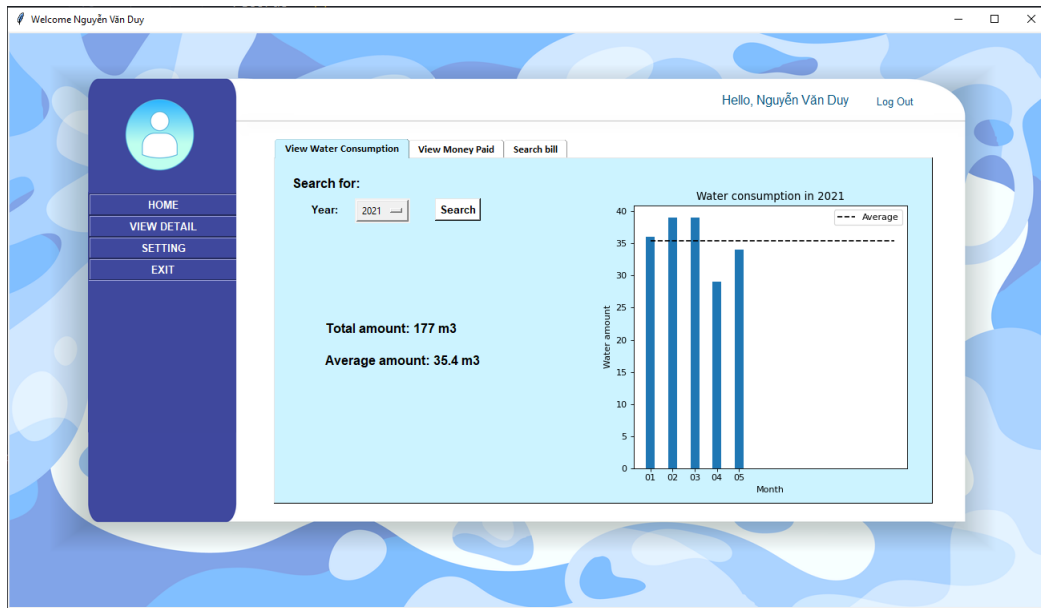 Welcome Nguyễn Văn Duy
Hello, Nguyễn Văn Duy Log Out
HOME
VIEW DETAIL
SETTING
EXIT
View Water Consumption View Money Paid Search bill
Search for:
Year: 2021 Search
Total amount: 177 m3
Average amount: 35.4 m3
Water consumption in 2021
Average
40
35
30
25
20
15
10
5
0
Water amount
01 02 03 04 05
Month